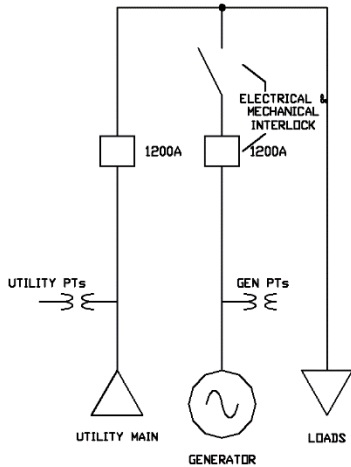 ELECTRICAL &
MECHANICAL
INTERLOCK
1200A
1200A
UTILITY PTs
GEN PTs
UTILITY MAIN
GENERATOR
LOADS